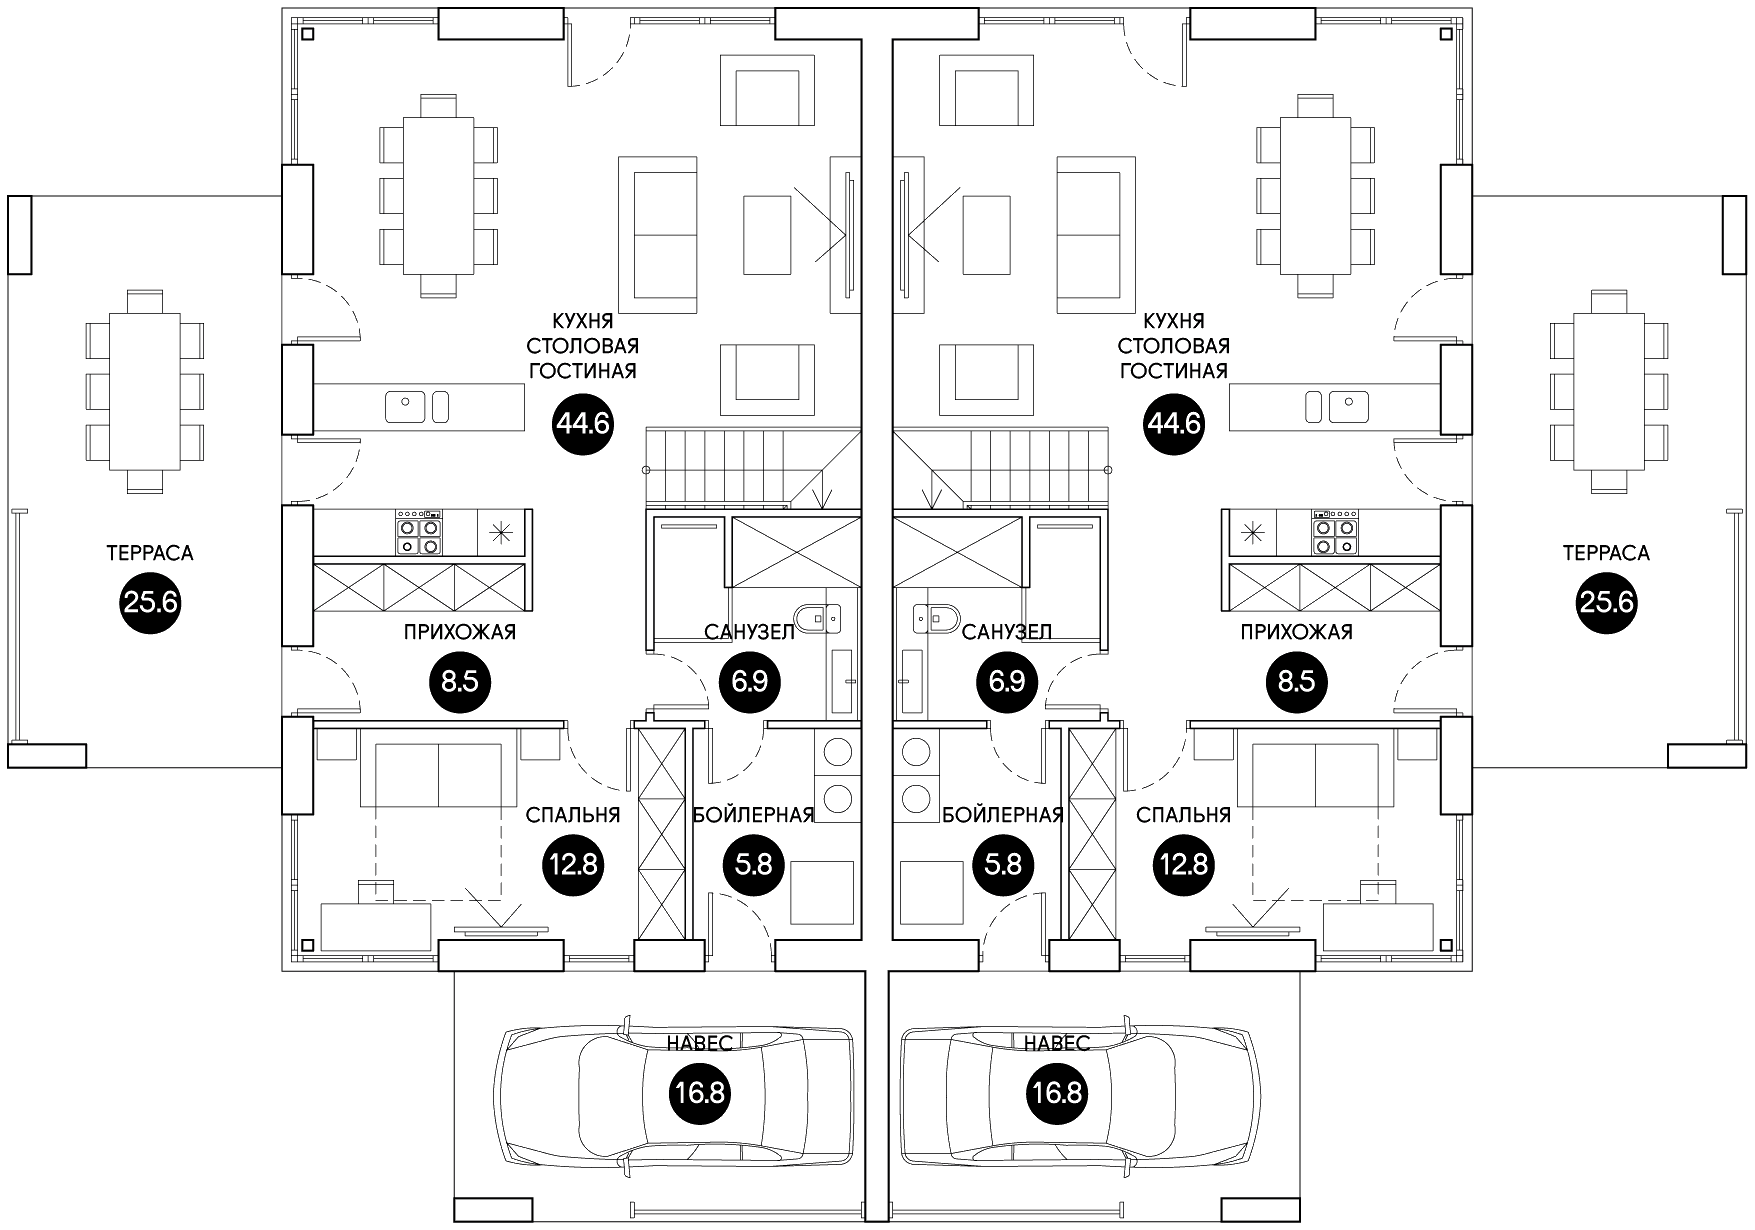 КУХНЯ
СТОЛОВАЯ
ГОСТИНАЯ
44.6
КУХНЯ
СТОЛОВАЯ
ГОСТИНАЯ
44.6
ТЕРРАСА
25.6
ТЕРРАСА
25.6
ПРИХОЖАЯ
8.5
САНУЗЕЛ
6.9
САНУЗЕЛ
6.9
ПРИХОЖАЯ
8.5
СПАЛЬНЯ
12.8
БОЙЛЕРНАЯ
5.8
БОЙЛЕРНАЯ
5.8
СПАЛЬНЯ
12.8
НАВЕС
16.8
НАВЕС
16.8